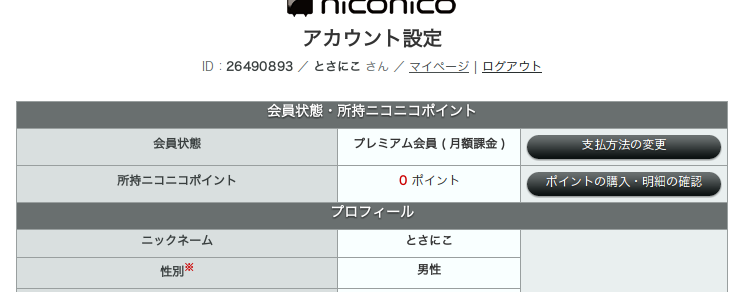 niconico
アカウント設定
ID：26490893 ／ とさにこ さん ／ マイページ | ログアウト
会員状態・所持ニコニコポイント
会員状態 プレミアム会員 ( 月額課金 ) 支払方法の変更
所持ニコニコポイント 0 ポイント ポイントの購入・明細の確認
プロフィール
ニックネーム とさにこ
性別※ 男性